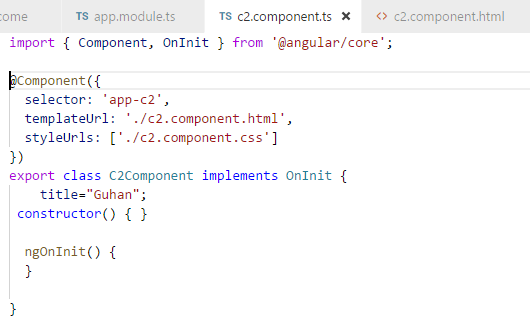 ome TS app.module.ts TS c2.component.ts × <> c2.component.html
import { Component, OnInit } from '@angular/core';
@Component({
  selector: 'app-c2',
  templateUrl: './c2.component.html',
  styleUrls: ['./c2.component.css']
})
export class C2Component implements OnInit {
    title="Guhan";
 constructor() { }
  ngOnInit() {
  }
}